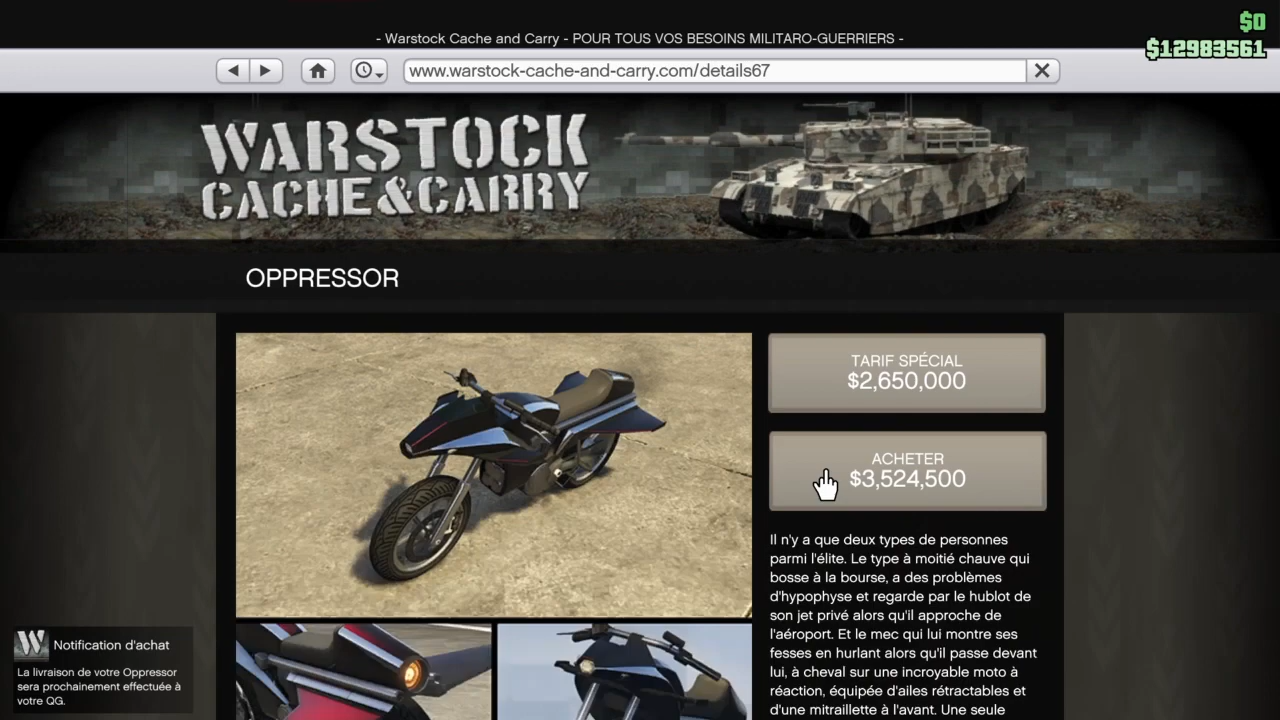 $0
$12983561
- Warstock Cache and Carry - POUR TOUS VOS BESOINS MILITARO-GUERRIERS -
www.warstock-cache-and-carry.com/details67
WARSTOCK
CACHE & CARRY
OPPRESSOR
TARIF SPÉCIAL
$2,650,000
ACHETER
$3,524,500
Il n'y a que deux types de personnes
parmi l'élite. Le type à moitié chauve qui
bosse à la bourse, a des problèmes
d'hypophyse et regarde par le hublot de
son jet privé alors qu'il approche de
l'aéroport. Et le mec qui lui montre ses
fesses en hurlant alors qu'il passe devant
lui, à cheval sur une incroyable moto à
réaction, équipée d'ailes rétractables et
d'une mitraillette à l'avant. Une seule
W
Notification d'achat
La livraison de votre Oppressor
sera prochainement effectuée à
votre QG.